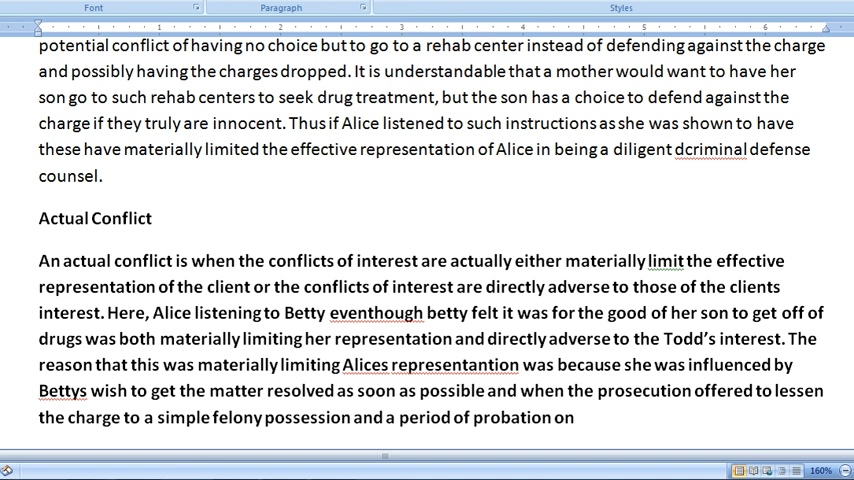 Font Paragraph Styles
1 2 3 4 5 6
potential conflict of having no choice but to go to a rehab center instead of defending against the charge
and possibly having the charges dropped. It is understandable that a mother would want to have her
son go to such rehab centers to seek drug treatment, but the son has a choice to defend against the
charge if they truly are innocent. Thus if Alice listened to such instructions as she was shown to have
these have materially limited the effective representation of Alice in being a diligent dcriminal defense
counsel.
Actual Conflict
An actual conflict is when the conflicts of interest are actually either materially limit the effective
representation of the client or the conflicts of interest are directly adverse to those of the clients
interest. Here, Alice listening to Betty eventhough betty felt it was for the good of her son to get off of
drugs was both materially limiting her representation and directly adverse to the Todd's interest. The
reason that this was materially limiting Alices representantion was because she was influenced by
Bettys wish to get the matter resolved as soon as possible and when the prosecution offered to lessen
the charge to a simple felony possession and a period of probation on
160%